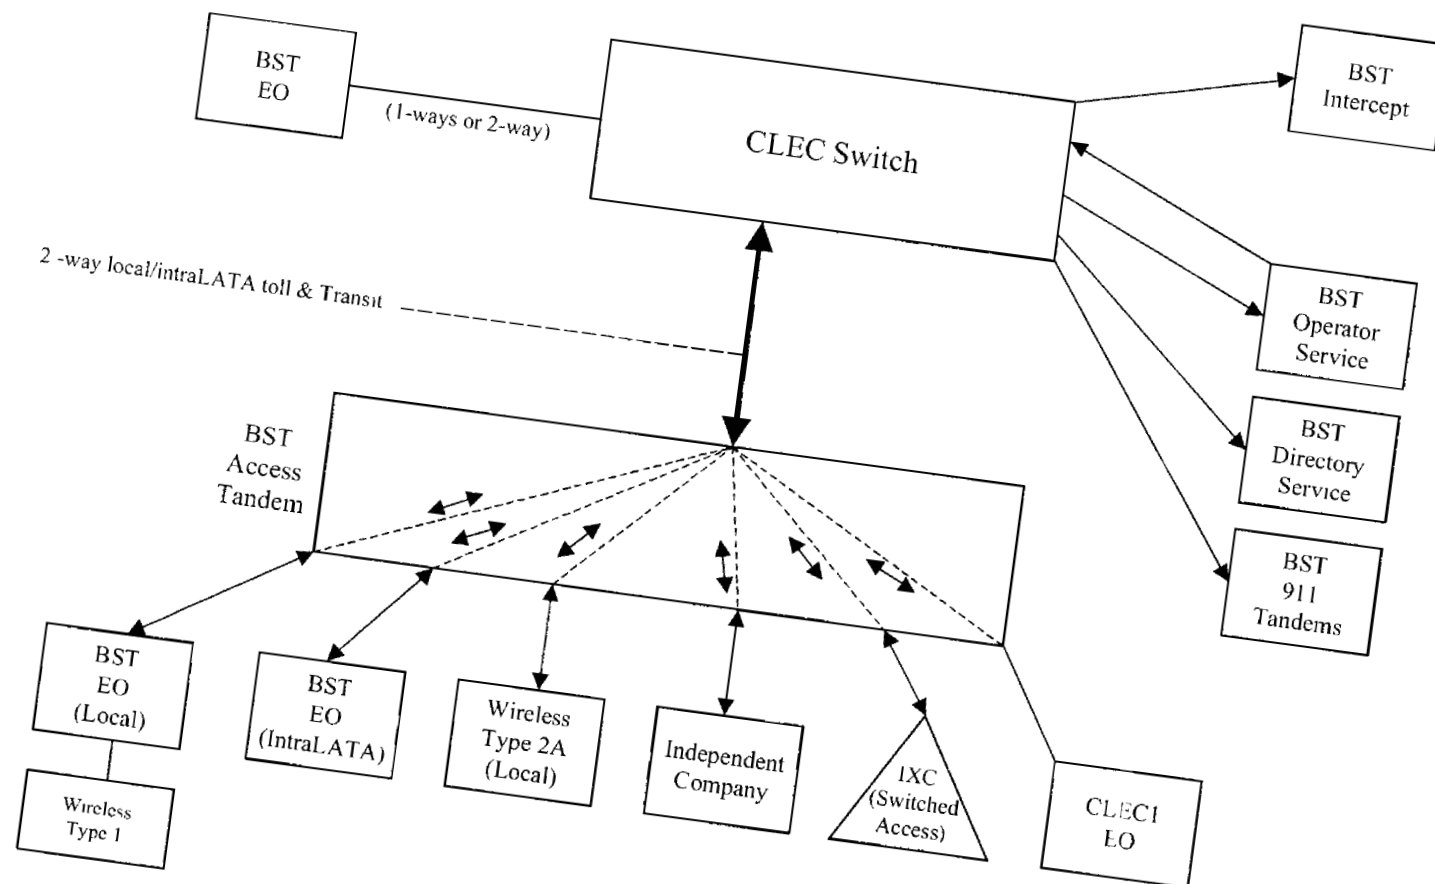 BST
EO
(1-ways or 2-way)
CLEC Switch
BST
Intercept
2 -way local/intraLATA toll & Transit
BST
Operator
Service
BST
Directory
Service
BST
911
Tandems
BST
Access
Tandem
BST
EO
(Local)
BST
EO
(IntraLATA)
Wireless
Type 2A
(Local)
Independent
Company
IXC
(Switched
Access)
CLEC1
EO
Wireless
Type 1